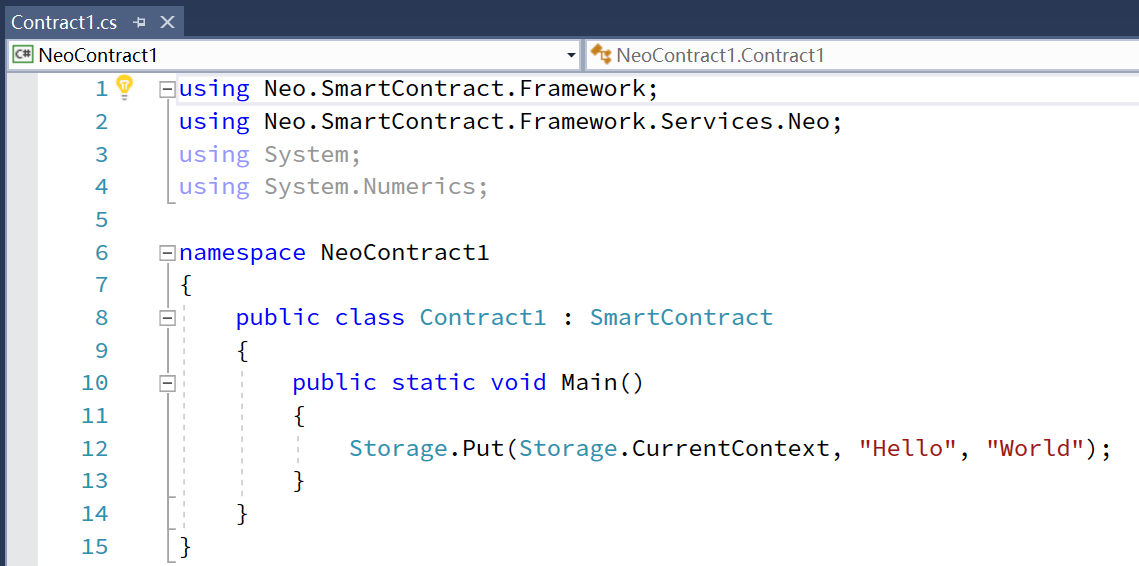 Contract1.cs
C# NeoContract1 NeoContract1.Contract1
1 using Neo.SmartContract.Framework;
2 using Neo.SmartContract.Framework.Services.Neo;
3 using System;
4 using System.Numerics;
5
6 namespace NeoContract1
7 {
8 public class Contract1 : SmartContract
9 {
10 public static void Main()
11 {
12 Storage.Put(Storage.CurrentContext, "Hello", "World");
13 }
14 }
15 }